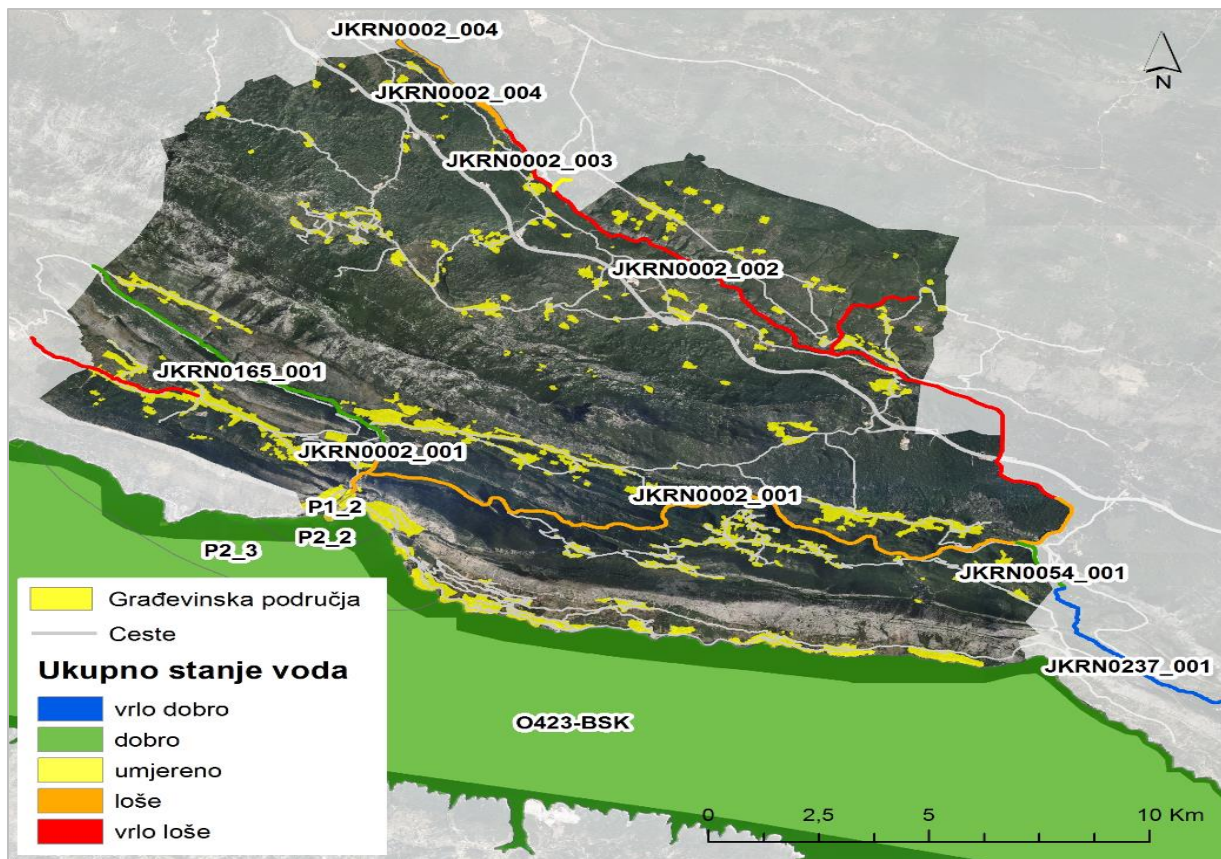 JKRN0002_004
N
JKRN0002_004
JKRN0002_003
JKRN0002_002
JKRN0165_001
JKRN0002_001
JKRN0002_001
P1_2
P2_2
P2_3
JKRN0054_001
JKRN0237_001
O423-BSK
Građevinska područja
Ceste
Ukupno stanje voda
vrlo dobro
dobro
umjereno
loše
vrlo loše
0 2,5 5 10 Km